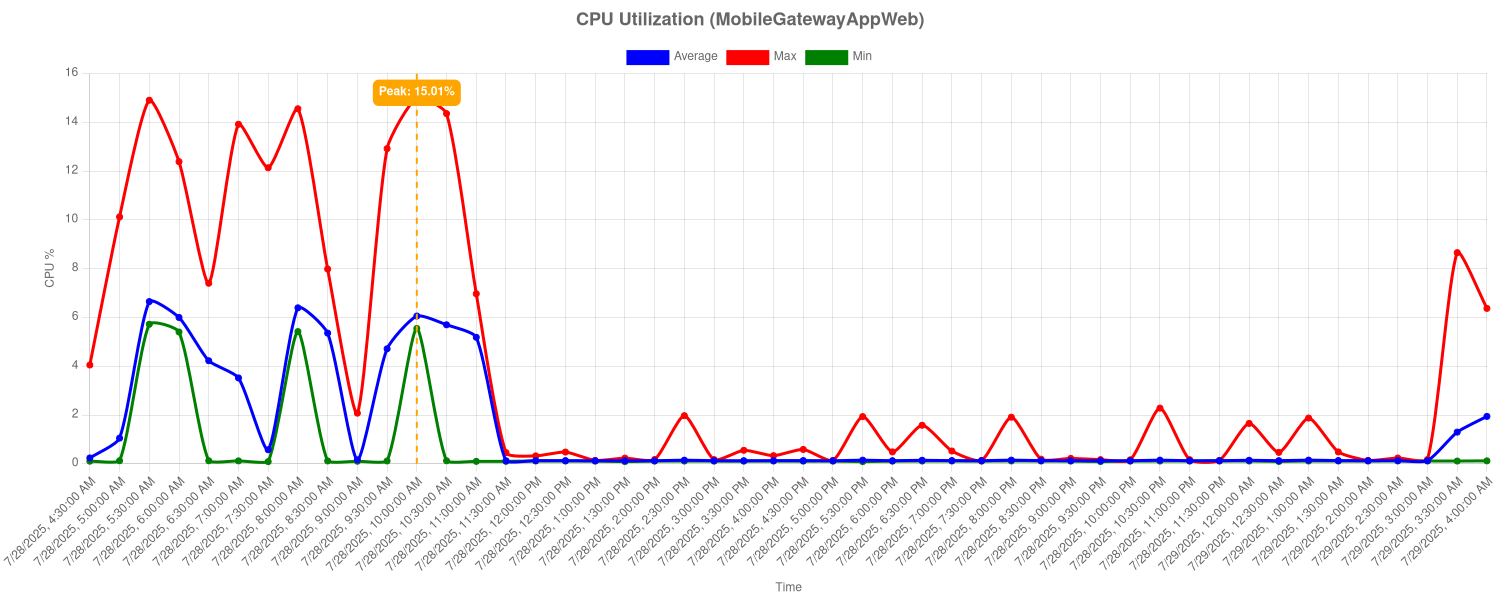 CPU Utilization (MobileGatewayAppWeb)
Average Max Min
Peak: 15.01%
16
14
12
10
8
6
4
2
0
CPU %
7/28/2025, 4:30:00 AM
7/28/2025, 5:00:00 AM
7/28/2025, 5:30:00 AM
7/28/2025, 6:00:00 AM
7/28/2025, 6:30:00 AM
7/28/2025, 7:00:00 AM
7/28/2025, 7:30:00 AM
7/28/2025, 8:00:00 AM
7/28/2025, 8:30:00 AM
7/28/2025, 9:00:00 AM
7/28/2025, 9:30:00 AM
7/28/2025, 10:00:00 AM
7/28/2025, 10:30:00 AM
7/28/2025, 11:00:00 AM
7/28/2025, 11:30:00 AM
7/28/2025, 12:00:00 PM
7/28/2025, 12:30:00 PM
7/28/2025, 1:00:00 PM
7/28/2025, 1:30:00 PM
7/28/2025, 2:00:00 PM
7/28/2025, 2:30:00 PM
7/28/2025, 3:00:00 PM
7/28/2025, 3:30:00 PM
7/28/2025, 4:00:00 PM
7/28/2025, 4:30:00 PM
7/28/2025, 5:00:00 PM
7/28/2025, 5:30:00 PM
7/28/2025, 6:00:00 PM
7/28/2025, 6:30:00 PM
7/28/2025, 7:00:00 PM
7/28/2025, 7:30:00 PM
7/28/2025, 8:00:00 PM
7/28/2025, 8:30:00 PM
7/28/2025, 9:00:00 PM
7/28/2025, 9:30:00 PM
7/28/2025, 10:00:00 PM
7/28/2025, 10:30:00 PM
7/28/2025, 11:00:00 PM
7/28/2025, 11:30:00 PM
7/29/2025, 12:00:00 AM
7/29/2025, 12:30:00 AM
7/29/2025, 1:00:00 AM
7/29/2025, 1:30:00 AM
7/29/2025, 2:00:00 AM
7/29/2025, 2:30:00 AM
7/29/2025, 3:00:00 AM
7/29/2025, 3:30:00 AM
7/29/2025, 4:00:00 AM
Time